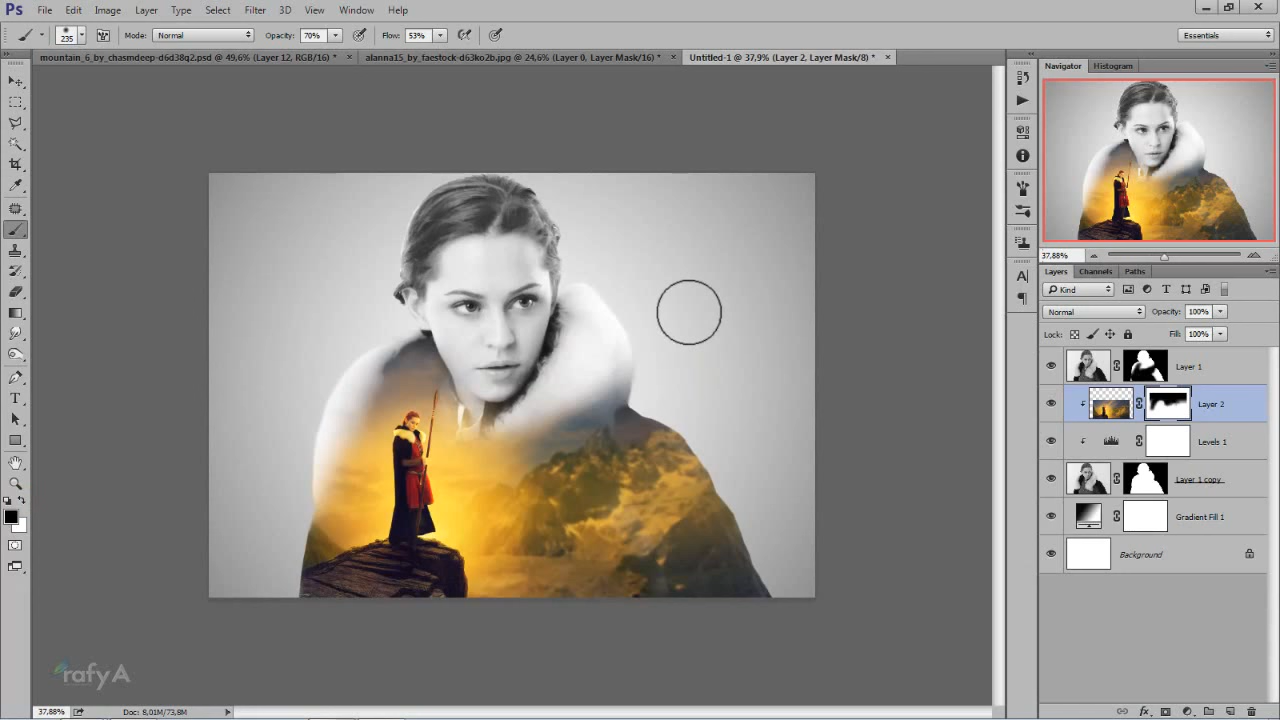 Ps File Edit Image Layer Type Select Filter 3D View Window Help
235 Mode: Normal Opacity: 70% Flow: 53% Essentials
mountain_6_by_chasmdeep-d6d38q2.psd @ 49,6% (Layer 12, RGB/16) * × alanna15_by_faestock-d63ko2b.jpg @ 24,6% (Layer 0, Layer Mask/16) * × Untitled-1 @ 37,9% (Layer 2, Layer Mask/8) * ×
Navigator Histogram
37,88%
Layers Channels Paths
Kind
Normal Opacity: 100%
Lock: Fill: 100%
Layer 1
Layer 2
Levels 1
Layer 1 copy
Gradient Fill 1
Background
rafy A
37,88% Doc: 8,01M/73,8M
fx